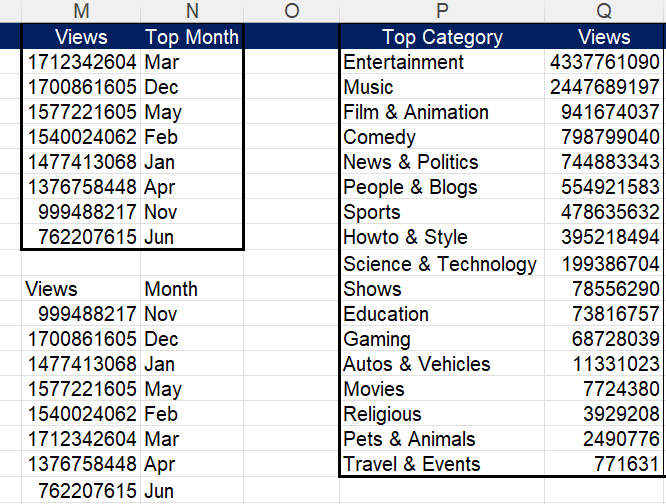 M N O P Q
Views Top Month Top Category Views
1712342604 Mar Entertainment 4337761090
1700861605 Dec Music 2447689197
1577221605 May Film & Animation 941674037
1540024062 Feb Comedy 798799040
1477413068 Jan News & Politics 744883343
1376758448 Apr People & Blogs 554921583
999488217 Nov Sports 478635632
762207615 Jun Howto & Style 395218494
Science & Technology 199386704
Views Month Shows 78556290
999488217 Nov Education 73816757
1700861605 Dec Gaming 68728039
1477413068 Jan Autos & Vehicles 11331023
1577221605 May Movies 7724380
1540024062 Feb Religious 3929208
1712342604 Mar Pets & Animals 2490776
1376758448 Apr Travel & Events 771631
762207615 Jun